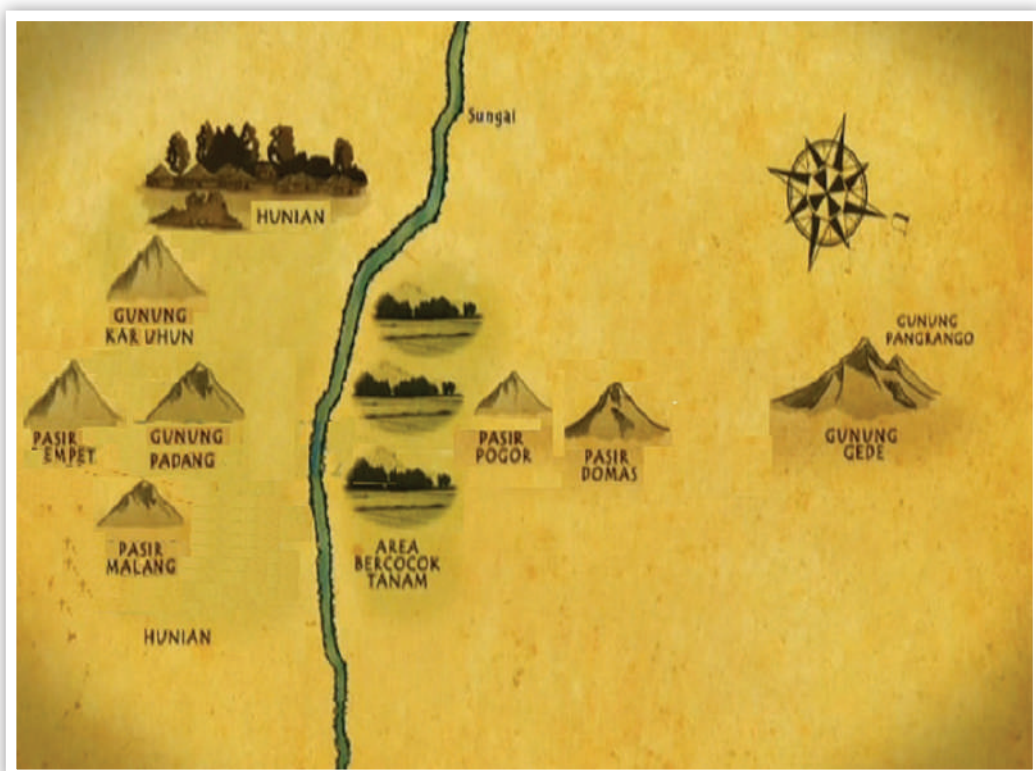 Sungai
HUNIAN
GUNUNG
KARUHUN
GUNUNG
PANGRANGO
PASIR
EMPET
GUNUNG
PADANG
PASIR
POGOR
PASIR
DOMAS
GUNUNG
GEDE
PASIR
MALANG
AREA
BERCOCOK
TANAM
HUNIAN